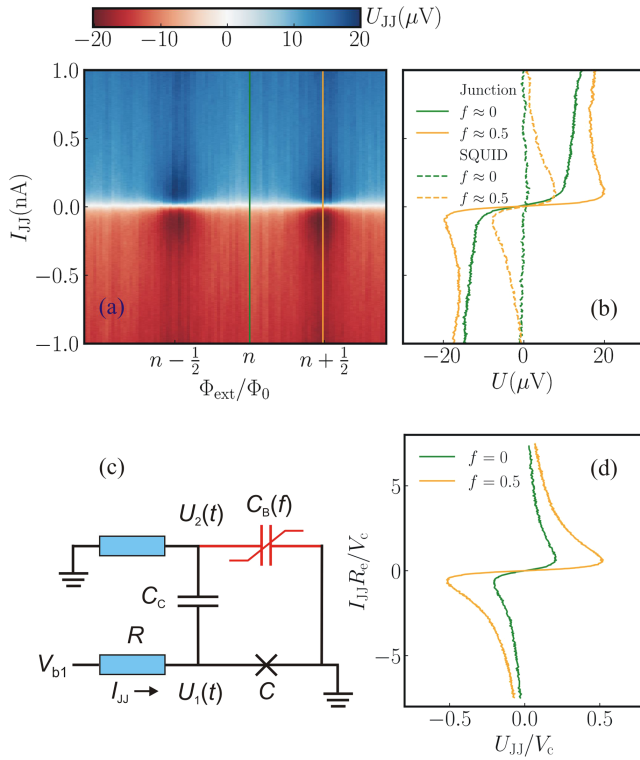 −20 −10 0 10 20 U_JJ(μV)
1.0
0.5
0.0
−0.5
−1.0
I_JJ(nA)
(a)
n − 1/2 n n + 1/2
Φ_ext/Φ_0
Junction
f ≈ 0
f ≈ 0.5
SQUID
f ≈ 0
f ≈ 0.5
(b)
−20 0 20
U(μV)
(c)
U_2(t) C_B(f)
C_C
R
V_b1
I_JJ → U_1(t) C
f = 0 (d)
f = 0.5
5
0
−5
I_JJ R_e/V_c
−0.5 0.0 0.5
U_JJ/V_c